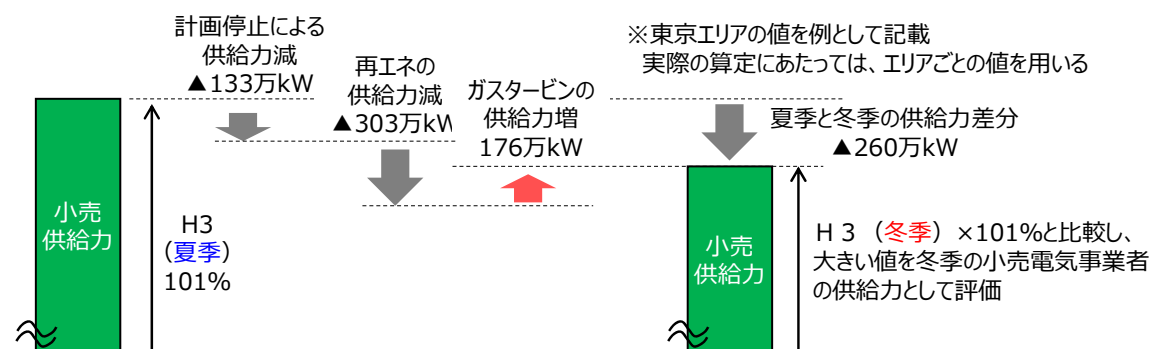 計画停止による
供給力減
▲133万kW
再エネの
供給力減
▲303万kW
ガスタービンの
供給力増
176万kW
※東京エリアの値を例として記載
実際の算定にあたっては、エリアごとの値を用いる
夏季と冬季の供給力差分
▲260万kW
小売
供給力
H3
(夏季)
101%
小売
供給力
H3(冬季)×101%と比較し、
大きい値を冬季の小売電気事業者
の供給力として評価